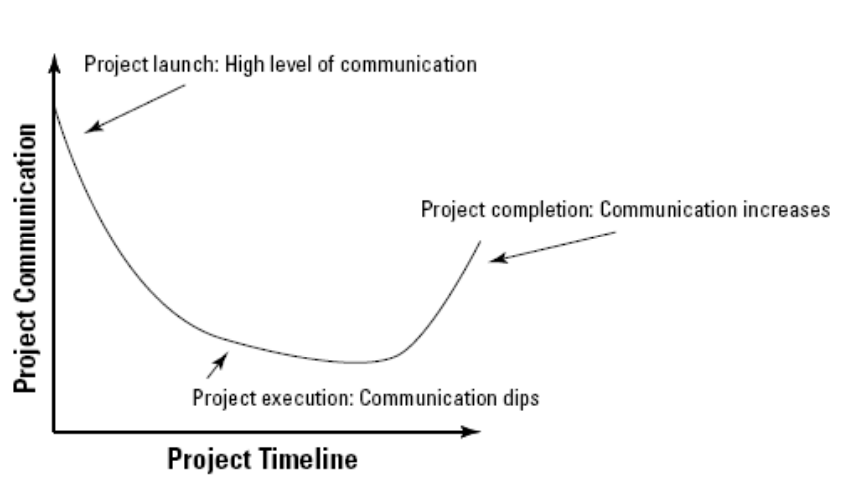 Project launch: High level of communication
Project Communication
Project completion: Communication increases
Project execution: Communication dips
Project Timeline